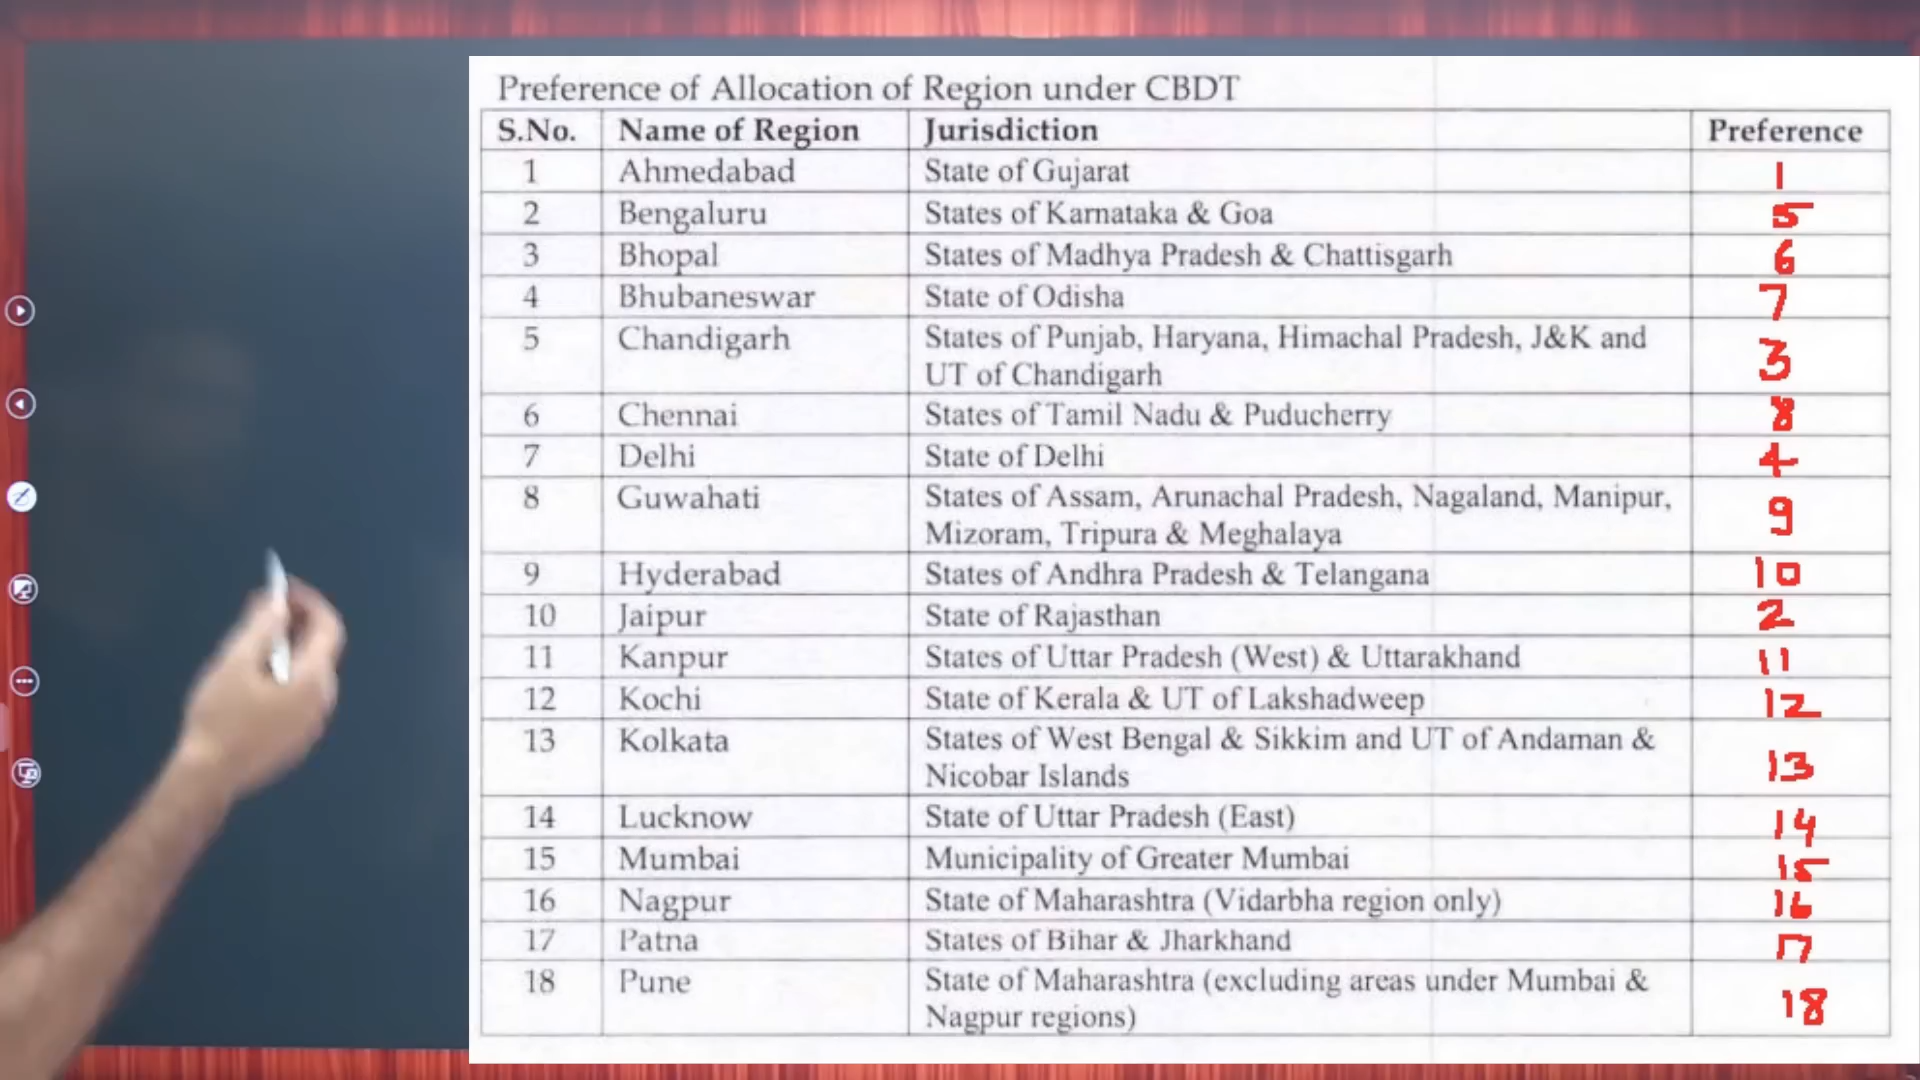 Preference of Allocation of Region under CBDT
S.No. Name of Region Jurisdiction Preference
1 Ahmedabad State of Gujarat 1
2 Bengaluru States of Karnataka & Goa 5
3 Bhopal States of Madhya Pradesh & Chattisgarh 6
4 Bhubaneswar State of Odisha 7
5 Chandigarh States of Punjab, Haryana, Himachal Pradesh, J&K and
UT of Chandigarh 3
6 Chennai States of Tamil Nadu & Puducherry 8
7 Delhi State of Delhi 4
8 Guwahati States of Assam, Arunachal Pradesh, Nagaland, Manipur,
Mizoram, Tripura & Meghalaya 9
9 Hyderabad States of Andhra Pradesh & Telangana 10
10 Jaipur State of Rajasthan 2
11 Kanpur States of Uttar Pradesh (West) & Uttarakhand 11
12 Kochi State of Kerala & UT of Lakshadweep 12
13 Kolkata States of West Bengal & Sikkim and UT of Andaman &
Nicobar Islands 13
14 Lucknow State of Uttar Pradesh (East) 14
15 Mumbai Municipality of Greater Mumbai 15
16 Nagpur State of Maharashtra (Vidarbha region only) 16
17 Patna States of Bihar & Jharkhand 17
18 Pune State of Maharashtra (excluding areas under Mumbai &
Nagpur regions) 18